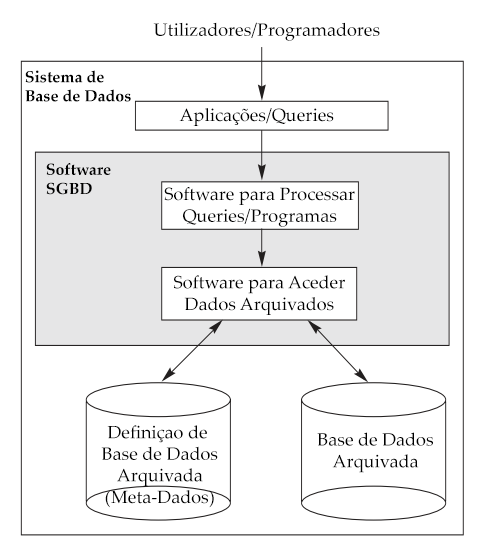 Utilizadores/Programadores
Sistema de
Base de Dados
Aplicações/Queries
Software
SGBD
Software para Processar
Queries/Programas
Software para Aceder
Dados Arquivados
Definiçao de
Base de Dados
Arquivada
(Meta-Dados)
Base de Dados
Arquivada